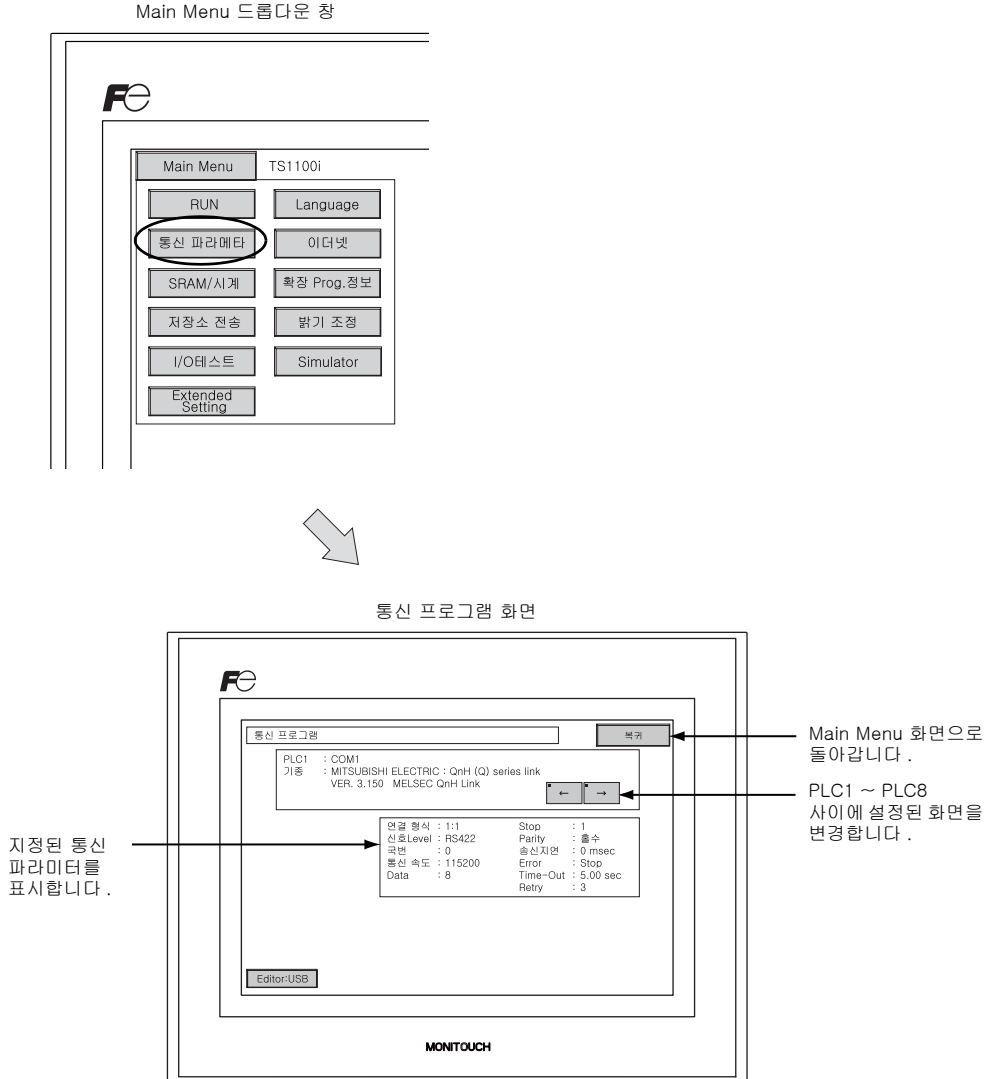 Main Menu 드롭다운 창
Fe
Main Menu TS1100i
RUN Language
통신 파라메타 이더넷
SRAM/시계 확장 Prog.정보
저장소 전송 밝기 조정
I/O테스트 Simulator
Extended
Setting
통신 프로그램 화면
Fe
통신 프로그램 복귀
PLC1 : COM1
기종 : MITSUBISHI ELECTRIC : QnH (Q) series link
VER. 3.150 MELSEC QnH Link
← →
연결 형식 : 1:1
신호Level : RS422
국번 : 0
통신 속도 : 115200
Data : 8
Stop : 1
Parity : 홀수
송신지연 : 0 msec
Error : Stop
Time-Out : 5.00 sec
Retry : 3
Editor:USB
MONITOUCH
Main Menu 화면으로
돌아갑니다 .
PLC1 ~ PLC8
사이에 설정된 화면을
변경합니다 .
지정된 통신
파라미터를
표시합니다 .